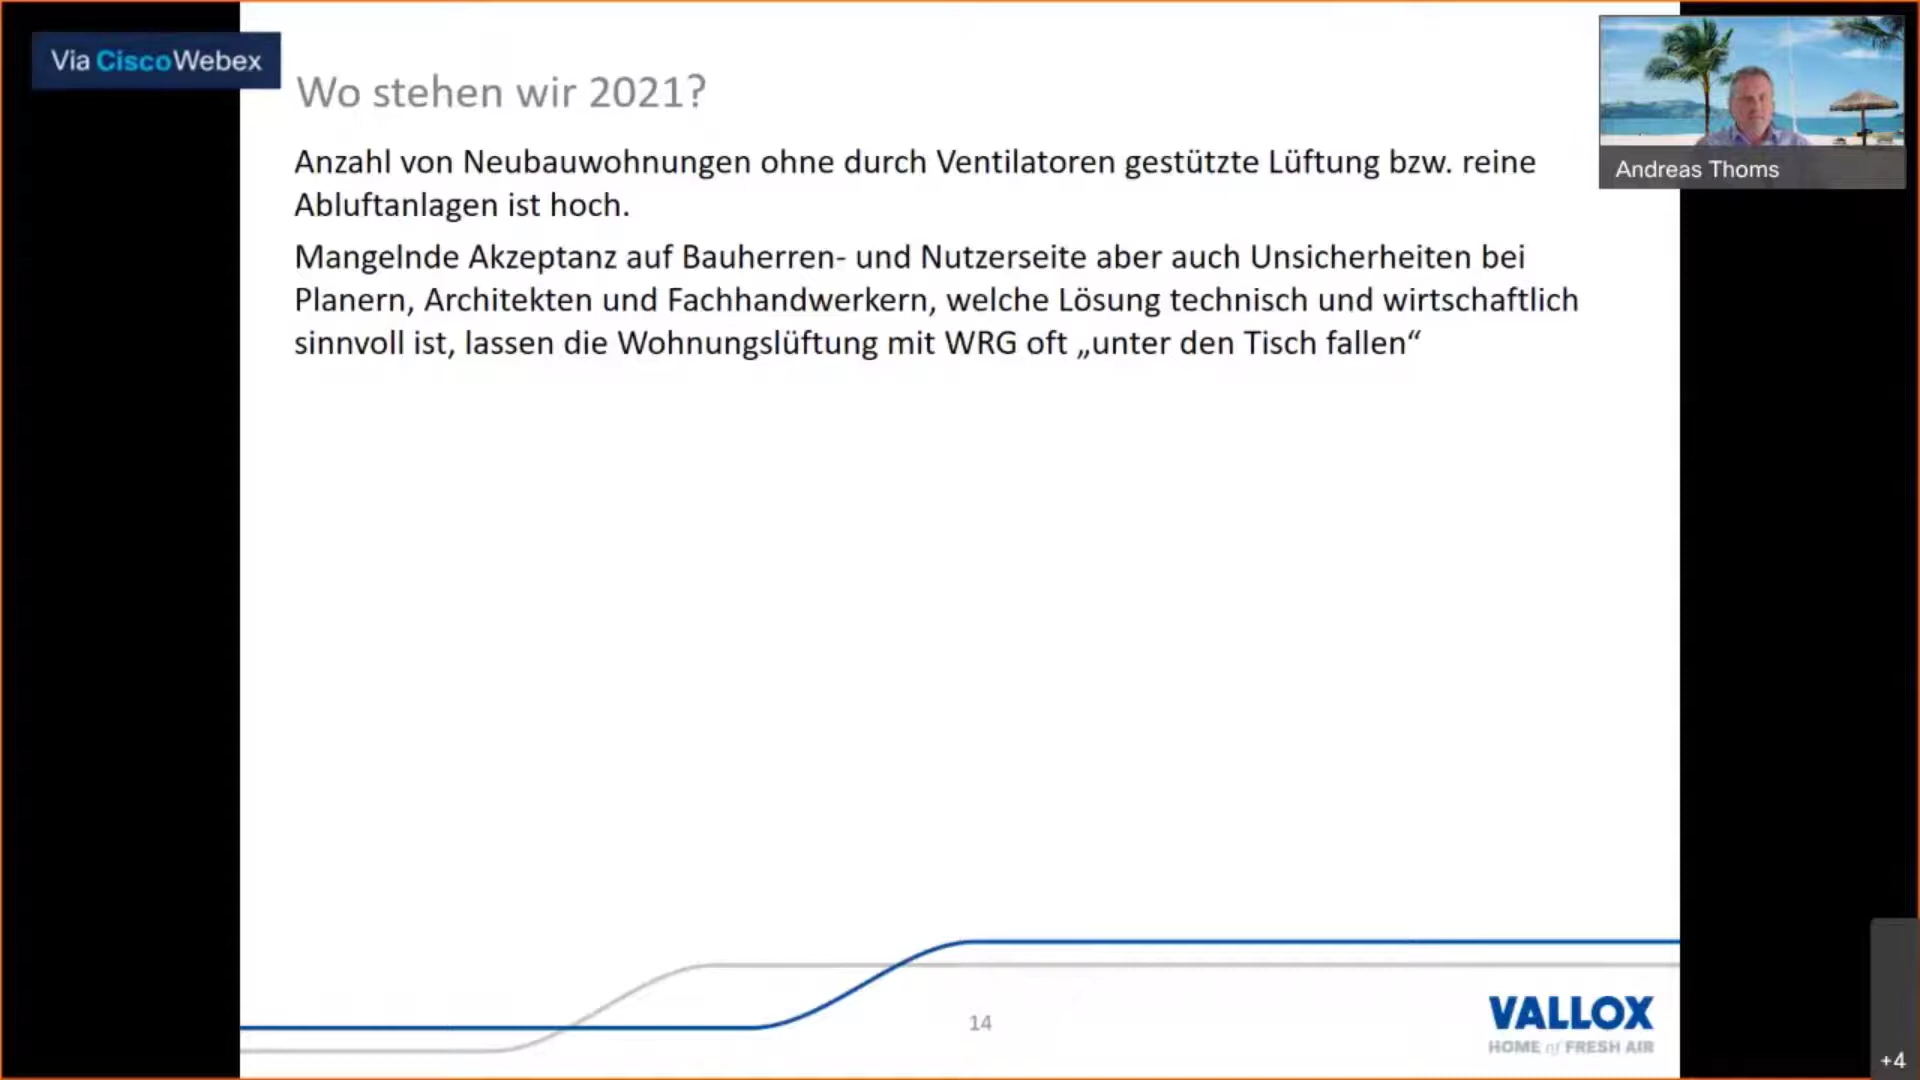 Via CiscoWebex
Wo stehen wir 2021?
Anzahl von Neubauwohnungen ohne durch Ventilatoren gestützte Lüftung bzw. reine
Abluftanlagen ist hoch.
Mangelnde Akzeptanz auf Bauherren- und Nutzerseite aber auch Unsicherheiten bei
Planern, Architekten und Fachhandwerkern, welche Lösung technisch und wirtschaftlich
sinnvoll ist, lassen die Wohnungslüftung mit WRG oft „unter den Tisch fallen“
Andreas Thoms
14
VALLOX
HOME of FRESH AIR
+4